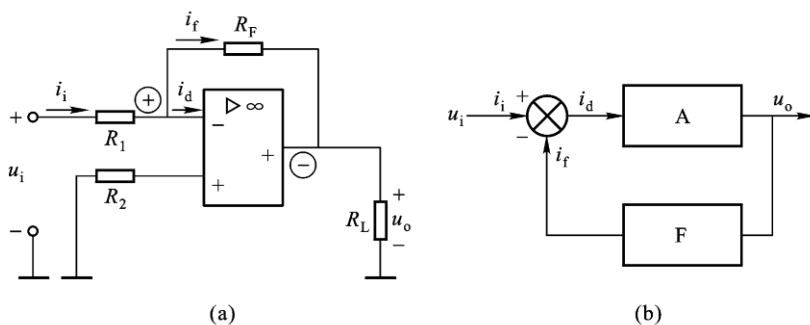 i_f R_F
i_i + i_d ▷ ∞
+ R_1 − + −
u_i R_2 +
− R_L + u_o −
(a)
u_i i_i + − i_d A u_o
i_f
F
(b)